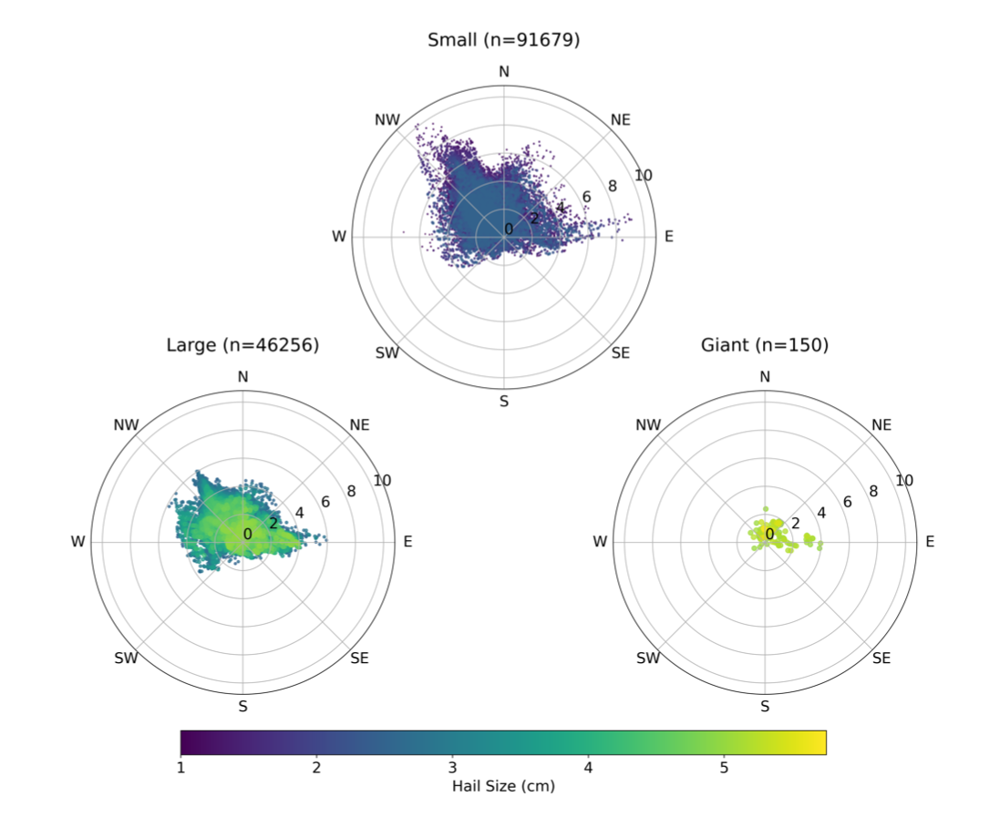 Small (n=91679)
N
NW
NE
W
E
SW
SE
S
0
2
4
6
8
10
Large (n=46256)
N
NW
NE
W
E
SW
SE
S
0
2
4
6
8
10
Giant (n=150)
N
NW
NE
W
E
SW
SE
S
0
2
4
6
8
10
1 2 3 4 5
Hail Size (cm)